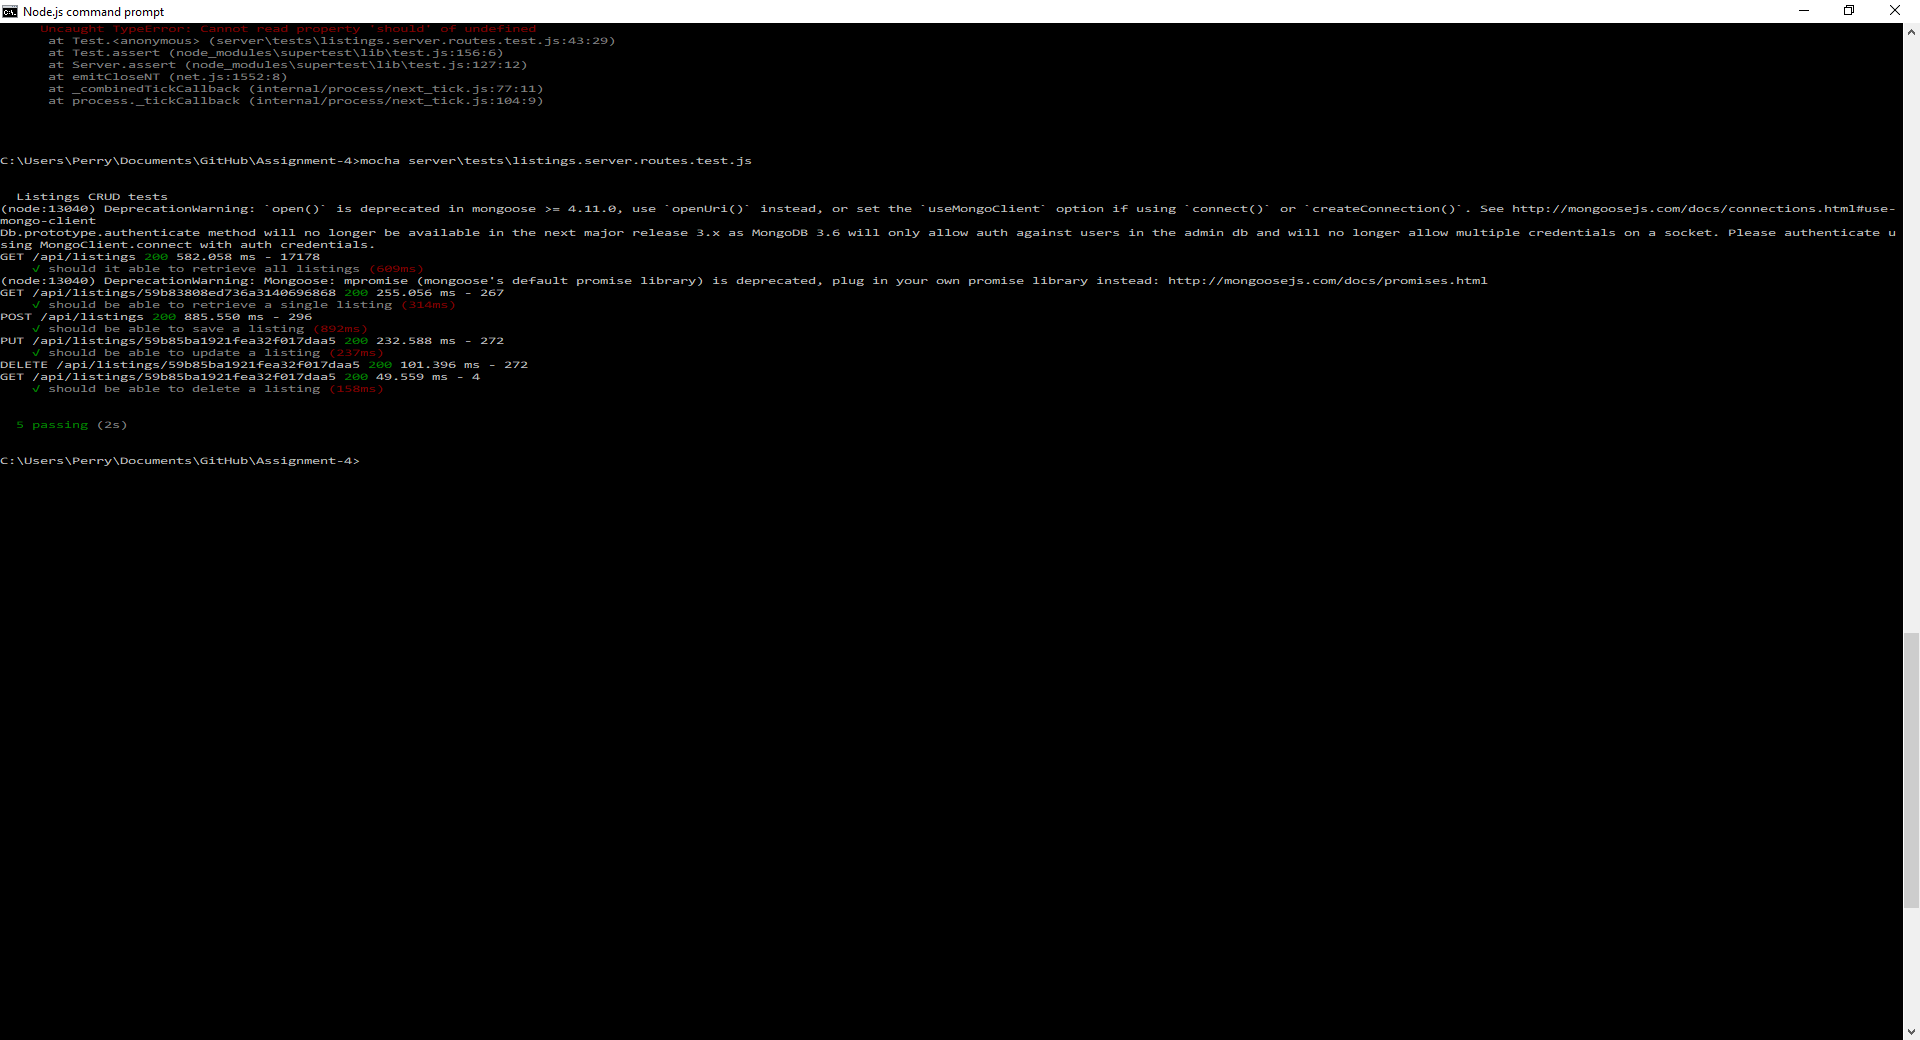 Node.js command prompt
Uncaught TypeError: Cannot read property 'should' of undefined
at Test.<anonymous> (server\tests\listings.server.routes.test.js:43:29)
at Test.assert (node_modules\supertest\lib\test.js:156:6)
at Server.assert (node_modules\supertest\lib\test.js:127:12)
at emitCloseNT (net.js:1552:8)
at _combinedTickCallback (internal/process/next_tick.js:77:11)
at process._tickCallback (internal/process/next_tick.js:104:9)
C:\Users\Perry\Documents\GitHub\Assignment-4>mocha server\tests\listings.server.routes.test.js
Listings CRUD tests
(node:13040) DeprecationWarning: `open()` is deprecated in mongoose >= 4.11.0, use `openUri()` instead, or set the `useMongoClient` option if using `connect()` or `createConnection()`. See http://mongoosejs.com/docs/connections.html#use-
mongo-client
Db.prototype.authenticate method will no longer be available in the next major release 3.x as MongoDB 3.6 will only allow auth against users in the admin db and will no longer allow multiple credentials on a socket. Please authenticate u
sing MongoClient.connect with auth credentials.
GET /api/listings 200 582.058 ms - 17178
√ should it able to retrieve all listings (609ms)
(node:13040) DeprecationWarning: Mongoose: mpromise (mongoose's default promise library) is deprecated, plug in your own promise library instead: http://mongoosejs.com/docs/promises.html
GET /api/listings/59b83808ed736a3140696868 200 255.056 ms - 267
√ should be able to retrieve a single listing (314ms)
POST /api/listings 200 885.550 ms - 296
√ should be able to save a listing (892ms)
PUT /api/listings/59b85ba1921fea32f017daa5 200 232.588 ms - 272
√ should be able to update a listing (237ms)
DELETE /api/listings/59b85ba1921fea32f017daa5 200 101.396 ms - 272
GET /api/listings/59b85ba1921fea32f017daa5 200 49.559 ms - 4
√ should be able to delete a listing (158ms)
5 passing (2s)
C:\Users\Perry\Documents\GitHub\Assignment-4>